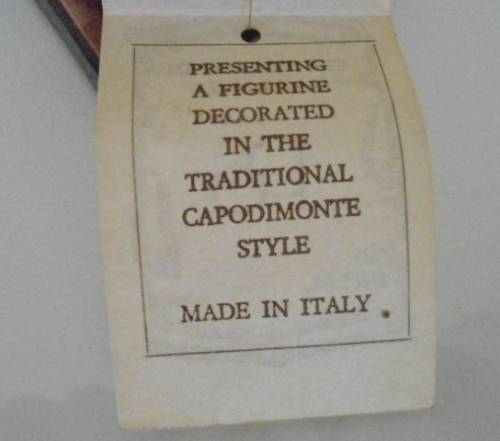 PRESENTING
A FIGURINE
DECORATED
IN THE
TRADITIONAL
CAPODIMONTE
STYLE
MADE IN ITALY